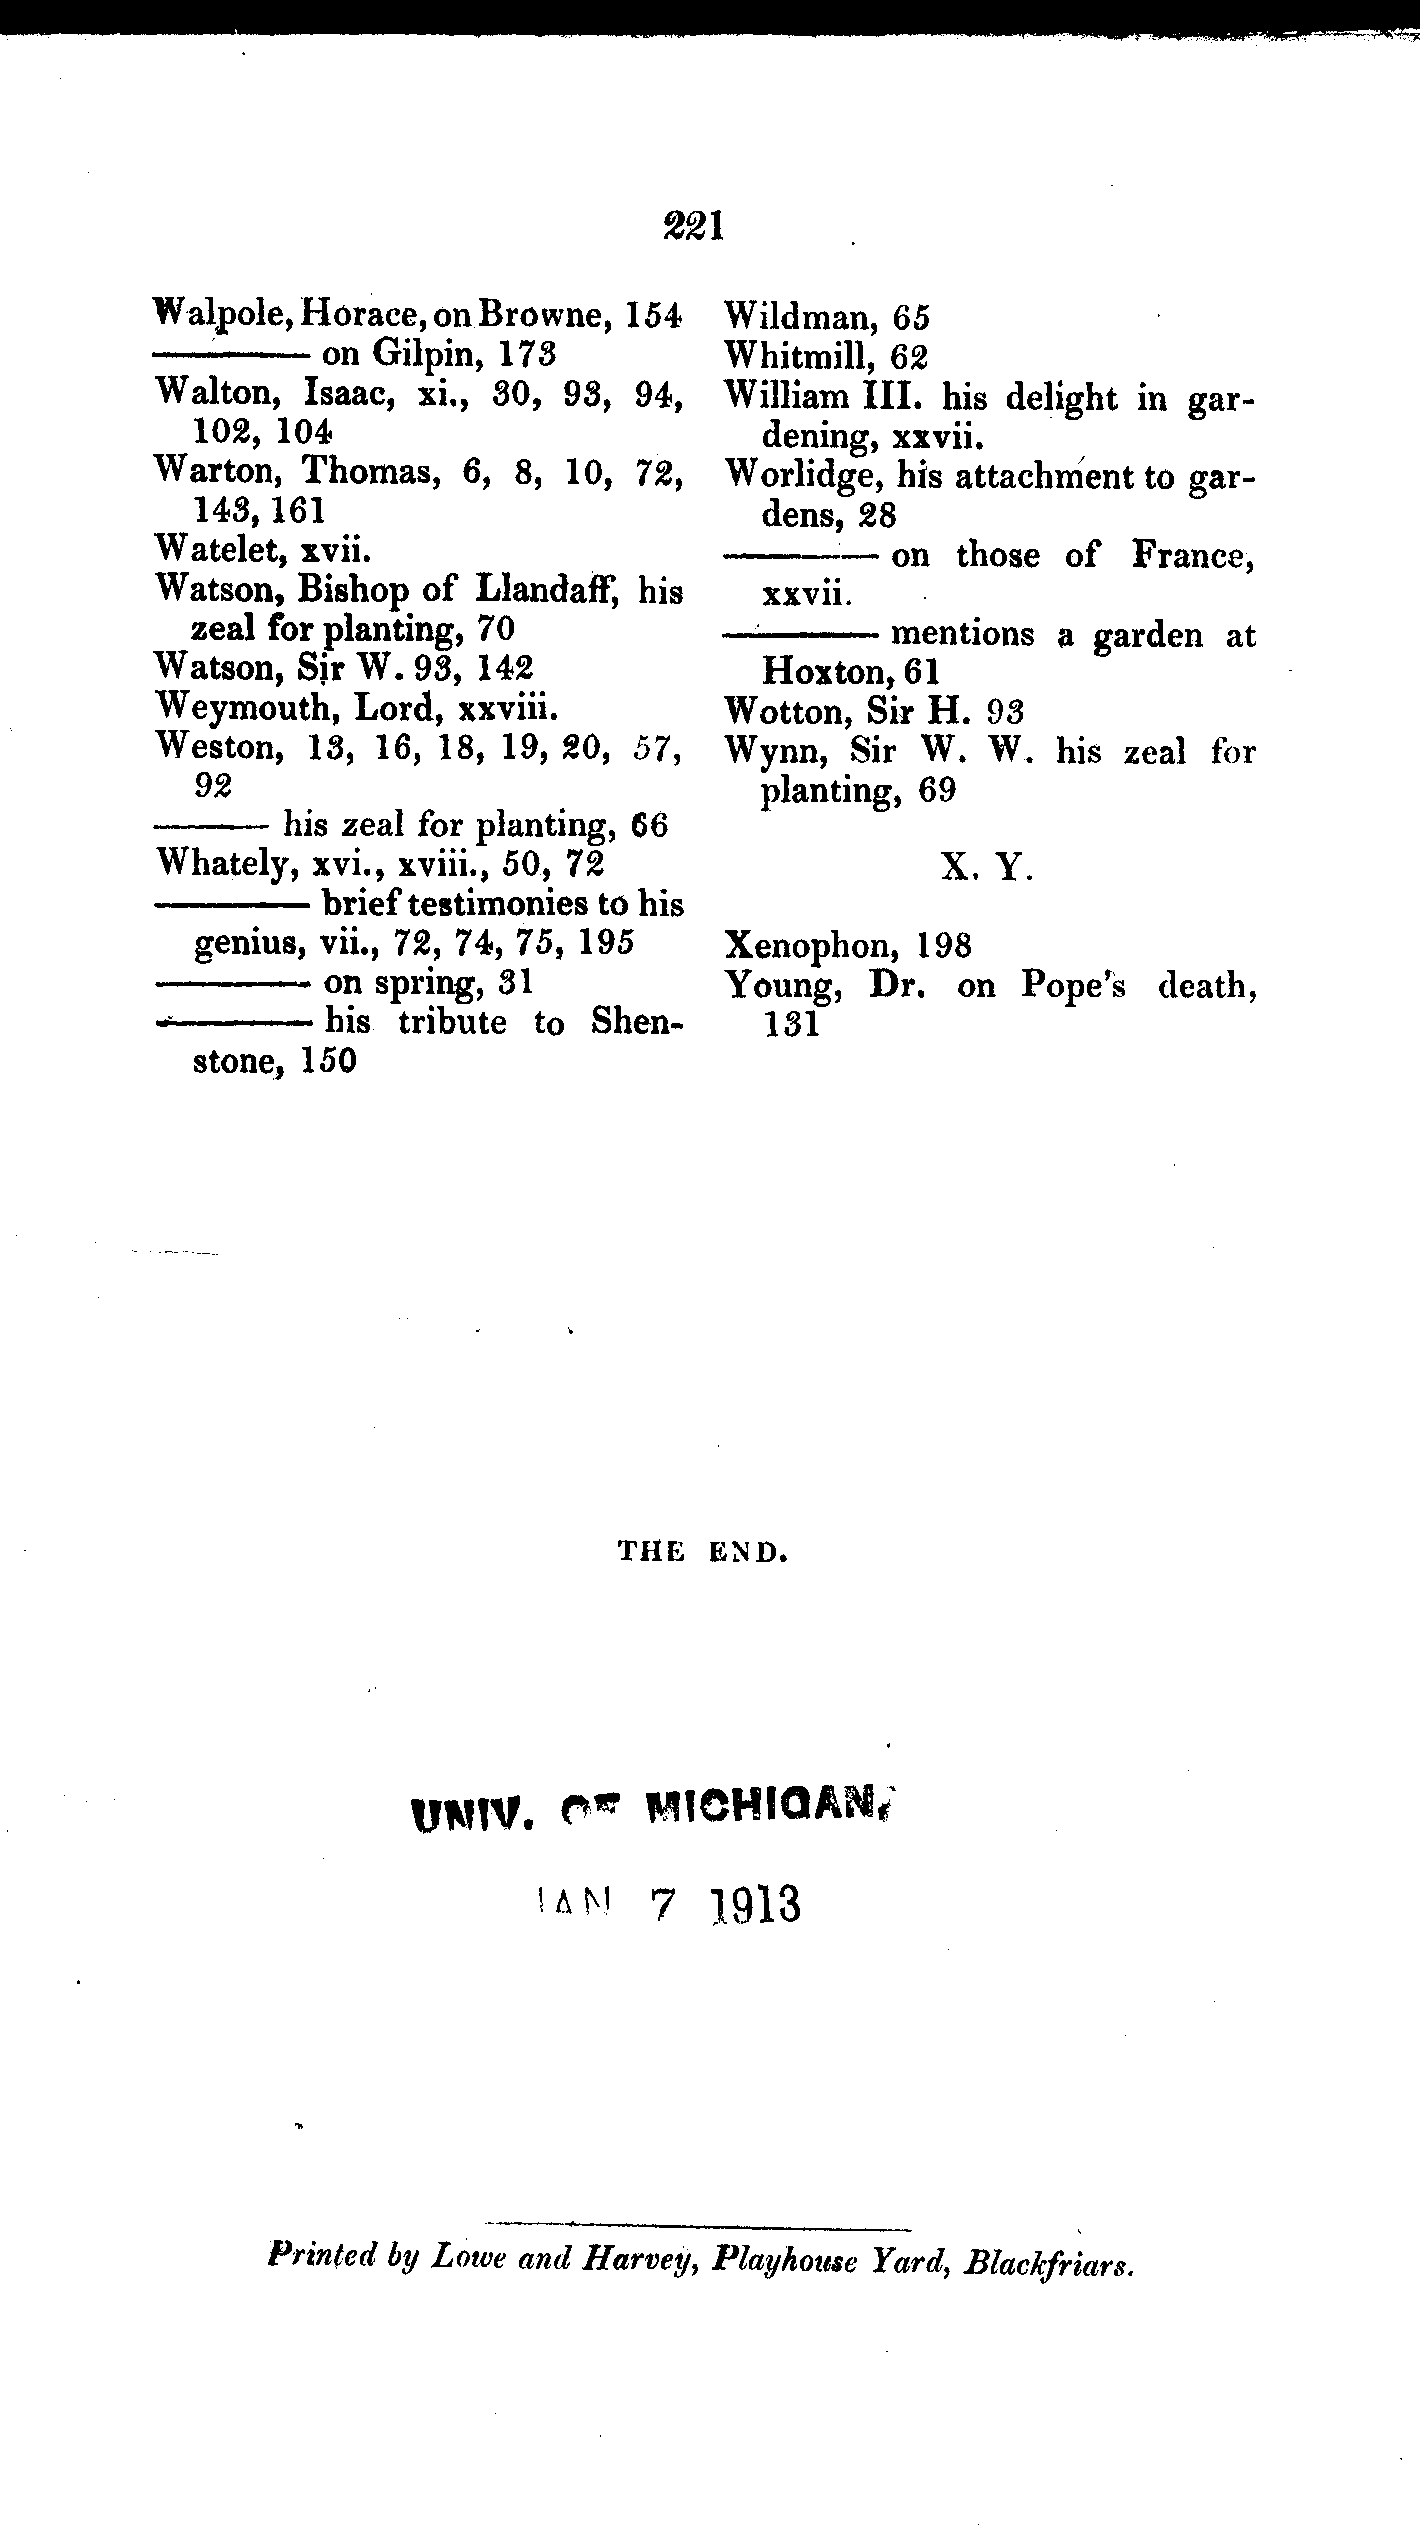 221
Walpole, Horace, on Browne, 154
——— on Gilpin, 173
Walton, Isaac, xi., 30, 93, 94,
102, 104
Warton, Thomas, 6, 8, 10, 72,
143, 161
Watelet, xvii.
Watson, Bishop of Llandaff, his
zeal for planting, 70
Watson, Sir W. 93, 142
Weymouth, Lord, xxviii.
Weston, 13, 16, 18, 19, 20, 57,
92
——— his zeal for planting, 66
Whately, xvi., xviii., 50, 72
——— brief testimonies to his
genius, vii., 72, 74, 75, 195
——— on spring, 31
——— his tribute to Shen-
stone, 150
Wildman, 65
Whitmill, 62
William III. his delight in gar-
dening, xxvii.
Worlidge, his attachment to gar-
dens, 28
——— on those of France,
xxvii.
——— mentions a garden at
Hoxton, 61
Wotton, Sir H. 93
Wynn, Sir W. W. his zeal for
planting, 69
X. Y.
Xenophon, 198
Young, Dr. on Pope's death,
131
THE END.
UNIV. OF MICHIGAN,
JAN 7 1913
Printed by Lowe and Harvey, Playhouse Yard, Blackfriars.